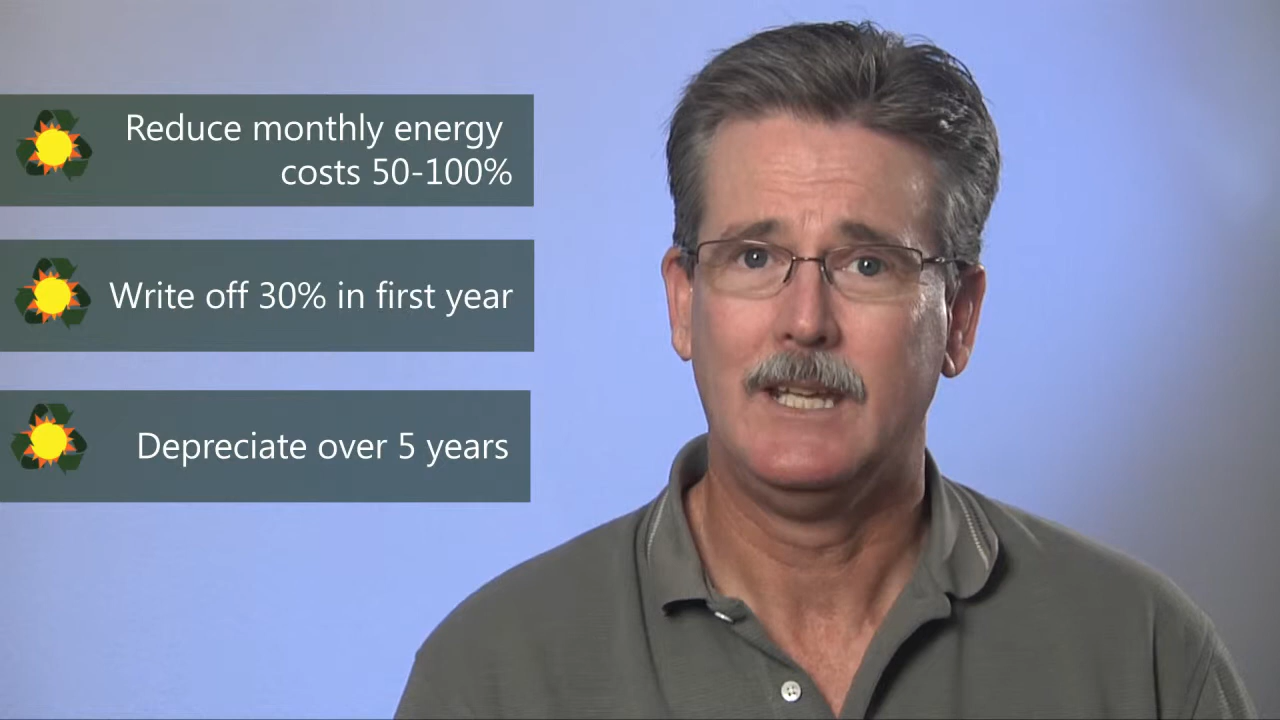 Reduce monthly energy
costs 50-100%
Write off 30% in first year
Depreciate over 5 years